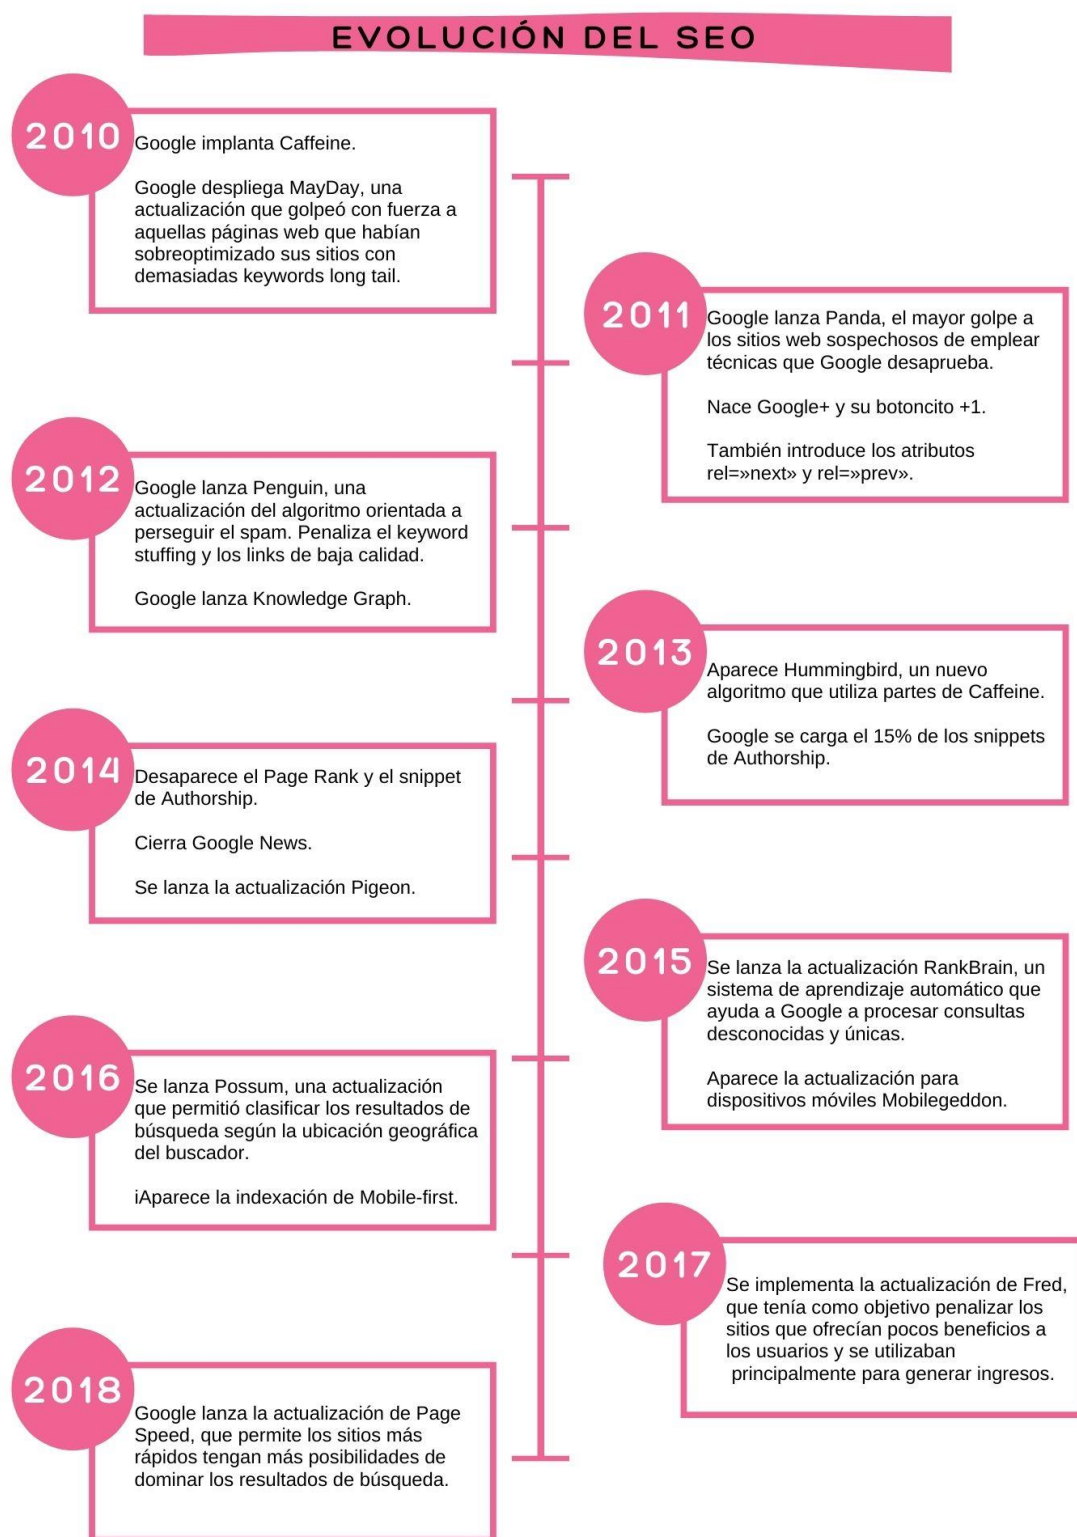 EVOLUCIÓN DEL SEO
2010
Google implanta Caffeine.
Google despliega MayDay, una
actualización que golpeó con fuerza a
aquellas páginas web que habían
sobreoptimizado sus sitios con
demasiadas keywords long tail.
2011
Google lanza Panda, el mayor golpe a
los sitios web sospechosos de emplear
técnicas que Google desaprueba.
Nace Google+ y su botoncito +1.
También introduce los atributos
rel=»next» y rel=»prev».
2012
Google lanza Penguin, una
actualización del algoritmo orientada a
perseguir el spam. Penaliza el keyword
stuffing y los links de baja calidad.
Google lanza Knowledge Graph.
2013
Aparece Hummingbird, un nuevo
algoritmo que utiliza partes de Caffeine.
Google se carga el 15% de los snippets
de Authorship.
2014
Desaparece el Page Rank y el snippet
de Authorship.
Cierra Google News.
Se lanza la actualización Pigeon.
2015
Se lanza la actualización RankBrain, un
sistema de aprendizaje automático que
ayuda a Google a procesar consultas
desconocidas y únicas.
Aparece la actualización para
dispositivos móviles Mobilegeddon.
2016
Se lanza Possum, una actualización
que permitió clasificar los resultados de
búsqueda según la ubicación geográfica
del buscador.
iAparece la indexación de Mobile-first.
2017
Se implementa la actualización de Fred,
que tenía como objetivo penalizar los
sitios que ofrecían pocos beneficios a
los usuarios y se utilizaban
principalmente para generar ingresos.
2018
Google lanza la actualización de Page
Speed, que permite los sitios más
rápidos tengan más posibilidades de
dominar los resultados de búsqueda.